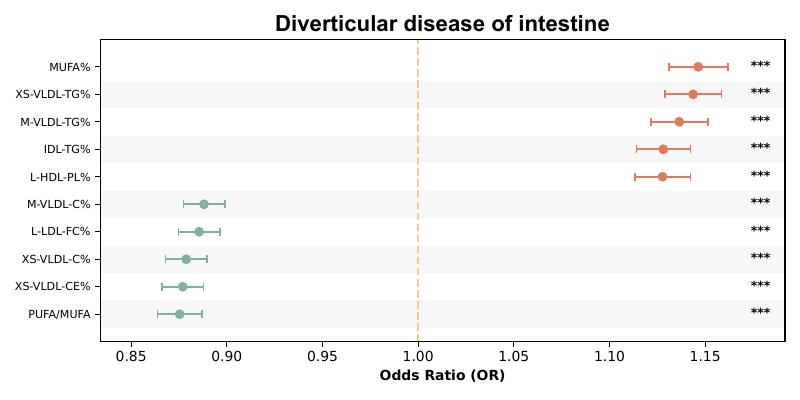 Diverticular disease of intestine
MUFA% ***
XS-VLDL-TG% ***
M-VLDL-TG% ***
IDL-TG% ***
L-HDL-PL% ***
M-VLDL-C% ***
L-LDL-FC% ***
XS-VLDL-C% ***
XS-VLDL-CE% ***
PUFA/MUFA ***
0.85 0.90 0.95 1.00 1.05 1.10 1.15
Odds Ratio (OR)